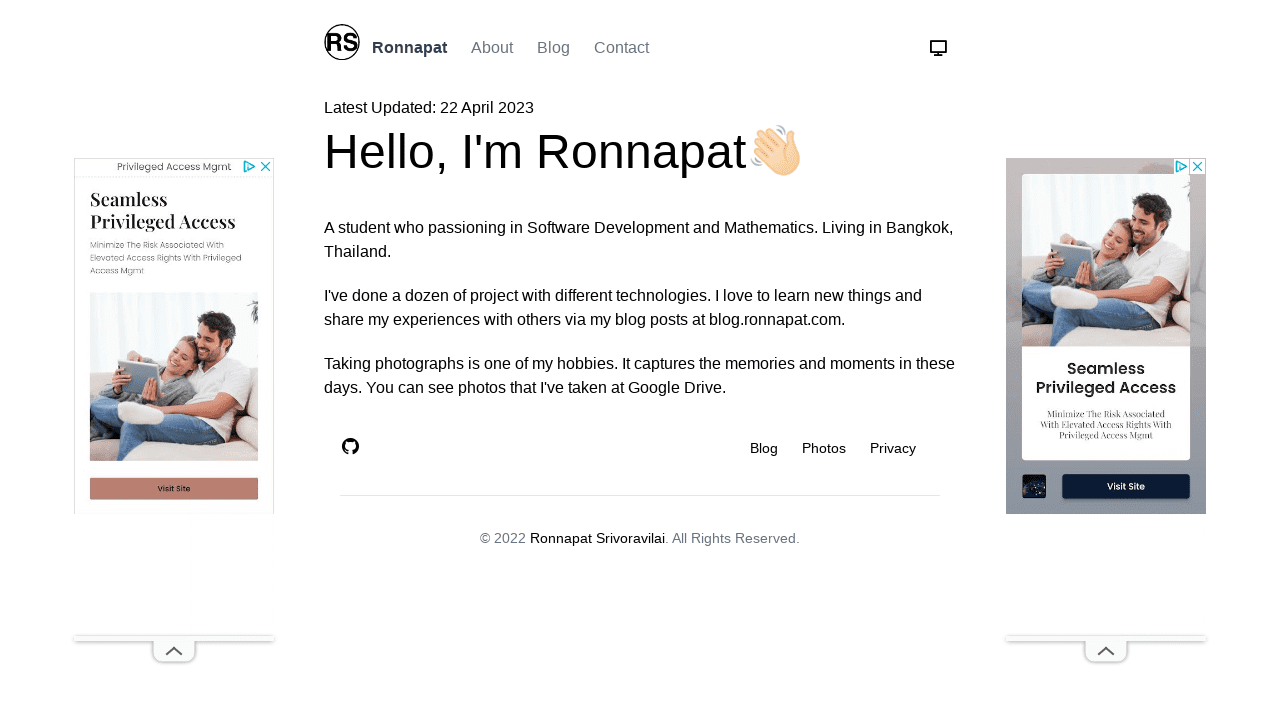 RS
Ronnapat About Blog Contact
Latest Updated: 22 April 2023
Hello, I'm Ronnapat👋🏻
A student who passioning in Software Development and Mathematics. Living in Bangkok,
Thailand.
I've done a dozen of project with different technologies. I love to learn new things and
share my experiences with others via my blog posts at blog.ronnapat.com.
Taking photographs is one of my hobbies. It captures the memories and moments in these
days. You can see photos that I've taken at Google Drive.
Blog Photos Privacy
© 2022 Ronnapat Srivoravilai. All Rights Reserved.
Privileged Access Mgmt
Seamless
Privileged Access
Minimize The Risk Associated With
Elevated Access Rights With Privileged
Access Mgmt
Visit Site
Seamless
Privileged Access
Minimize The Risk Associated
With Elevated Access Rights With
Privileged Access Mgmt
Visit Site